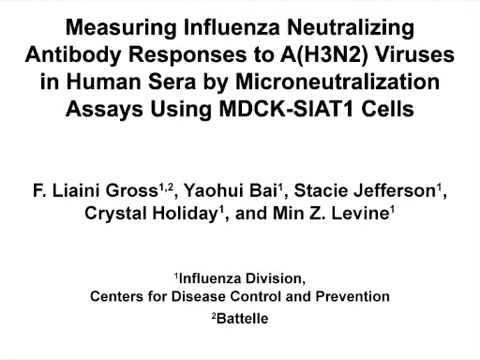 Measuring Influenza Neutralizing
Antibody Responses to A(H3N2) Viruses
in Human Sera by Microneutralization
Assays Using MDCK-SIAT1 Cells
F. Liaini Gross¹,², Yaohui Bai¹, Stacie Jefferson¹,
Crystal Holiday¹, and Min Z. Levine¹
¹Influenza Division,
Centers for Disease Control and Prevention
²Battelle